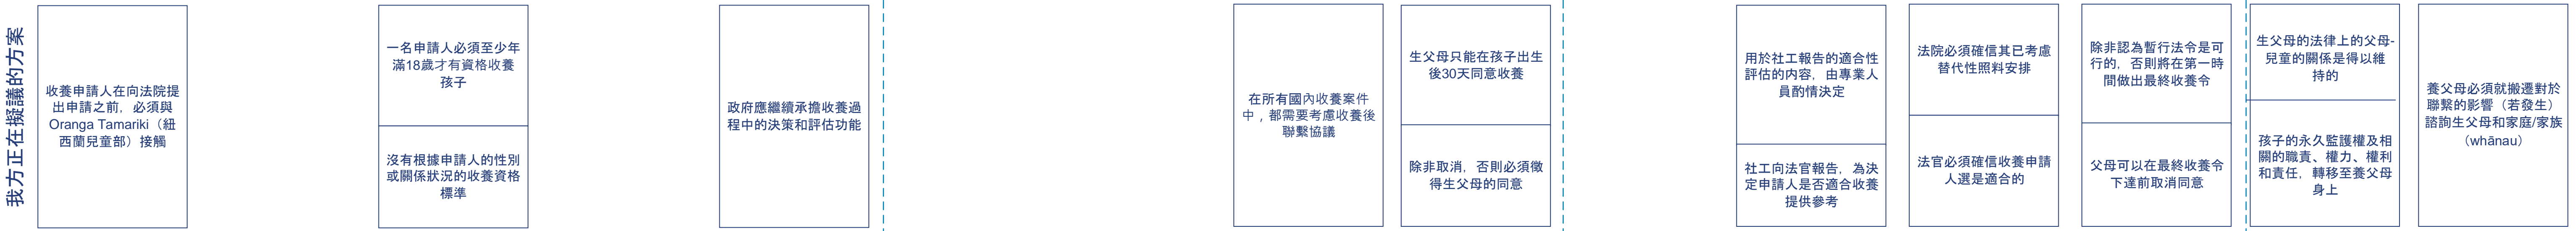 我方正在擬議的方案
收養申請人在向法院提
出申請之前，必須與
Oranga Tamariki（紐
西蘭兒童部）接觸
一名申請人必須至少年
滿18歲才有資格收養
孩子
沒有根據申請人的性別
或關係狀況的收養資格
標準
政府應繼續承擔收養過
程中的決策和評估功能
在所有國內收養案件
中，都需要考慮收養後
聯繫協議
生父母只能在孩子出生
後30天同意收養
除非取消，否則必須徵
得生父母的同意
用於社工報告的適合性
評估的內容，由專業人
員酌情決定
社工向法官報告，為決
定申請人是否適合收養
提供參考
法院必須確信其已考慮
替代性照料安排
法官必須確信收養申請
人選是適合的
除非認為暫行法令是可
行的，否則將在第一時
間做出最終收養令
父母可以在最終收養令
下達前取消同意
生父母的法律上的父母-
兒童的關係是得以維
持的
孩子的永久監護權及相
關的職責、權力、權利
和責任，轉移至養父母
身上
養父母必須就搬遷對於
聯繫的影響（若發生）
諮詢生父母和家庭/家族
（whānau）